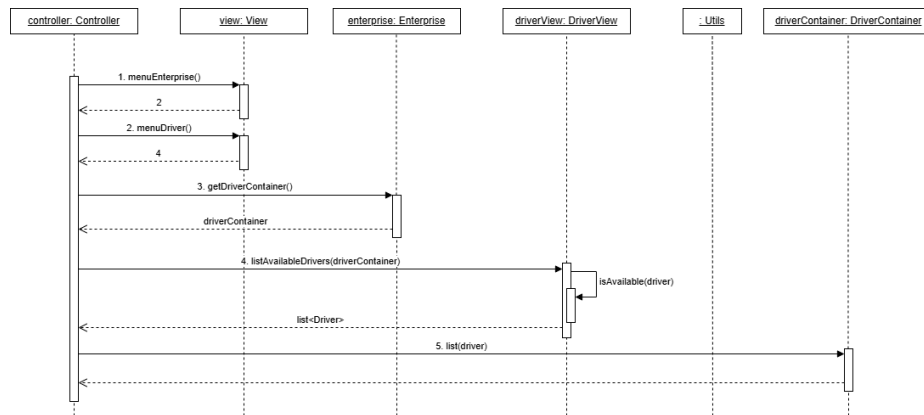 controller: Controller
view: View
enterprise: Enterprise
driverView: DriverView
: Utils
driverContainer: DriverContainer
1. menuEnterprise()
2
2. menuDriver()
4
3. getDriverContainer()
driverContainer
4. listAvailableDrivers(driverContainer)
isAvailable(driver)
list<Driver>
5. list(driver)